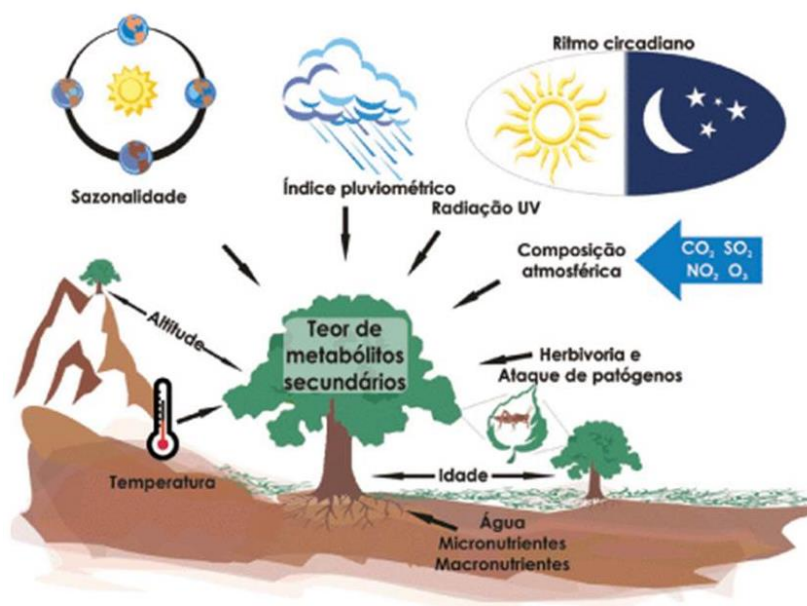 Ritmo circadiano
Sazonalidade
Índice pluviométrico
Radiação UV
Composição
atmosférica
CO₂ SO₂
NO₂ O₃
Altitude
Teor de
metabólitos
secundários
Herbivoria e
Ataque de patógenos
Temperatura
Idade
Água
Micronutrientes
Macronutrientes